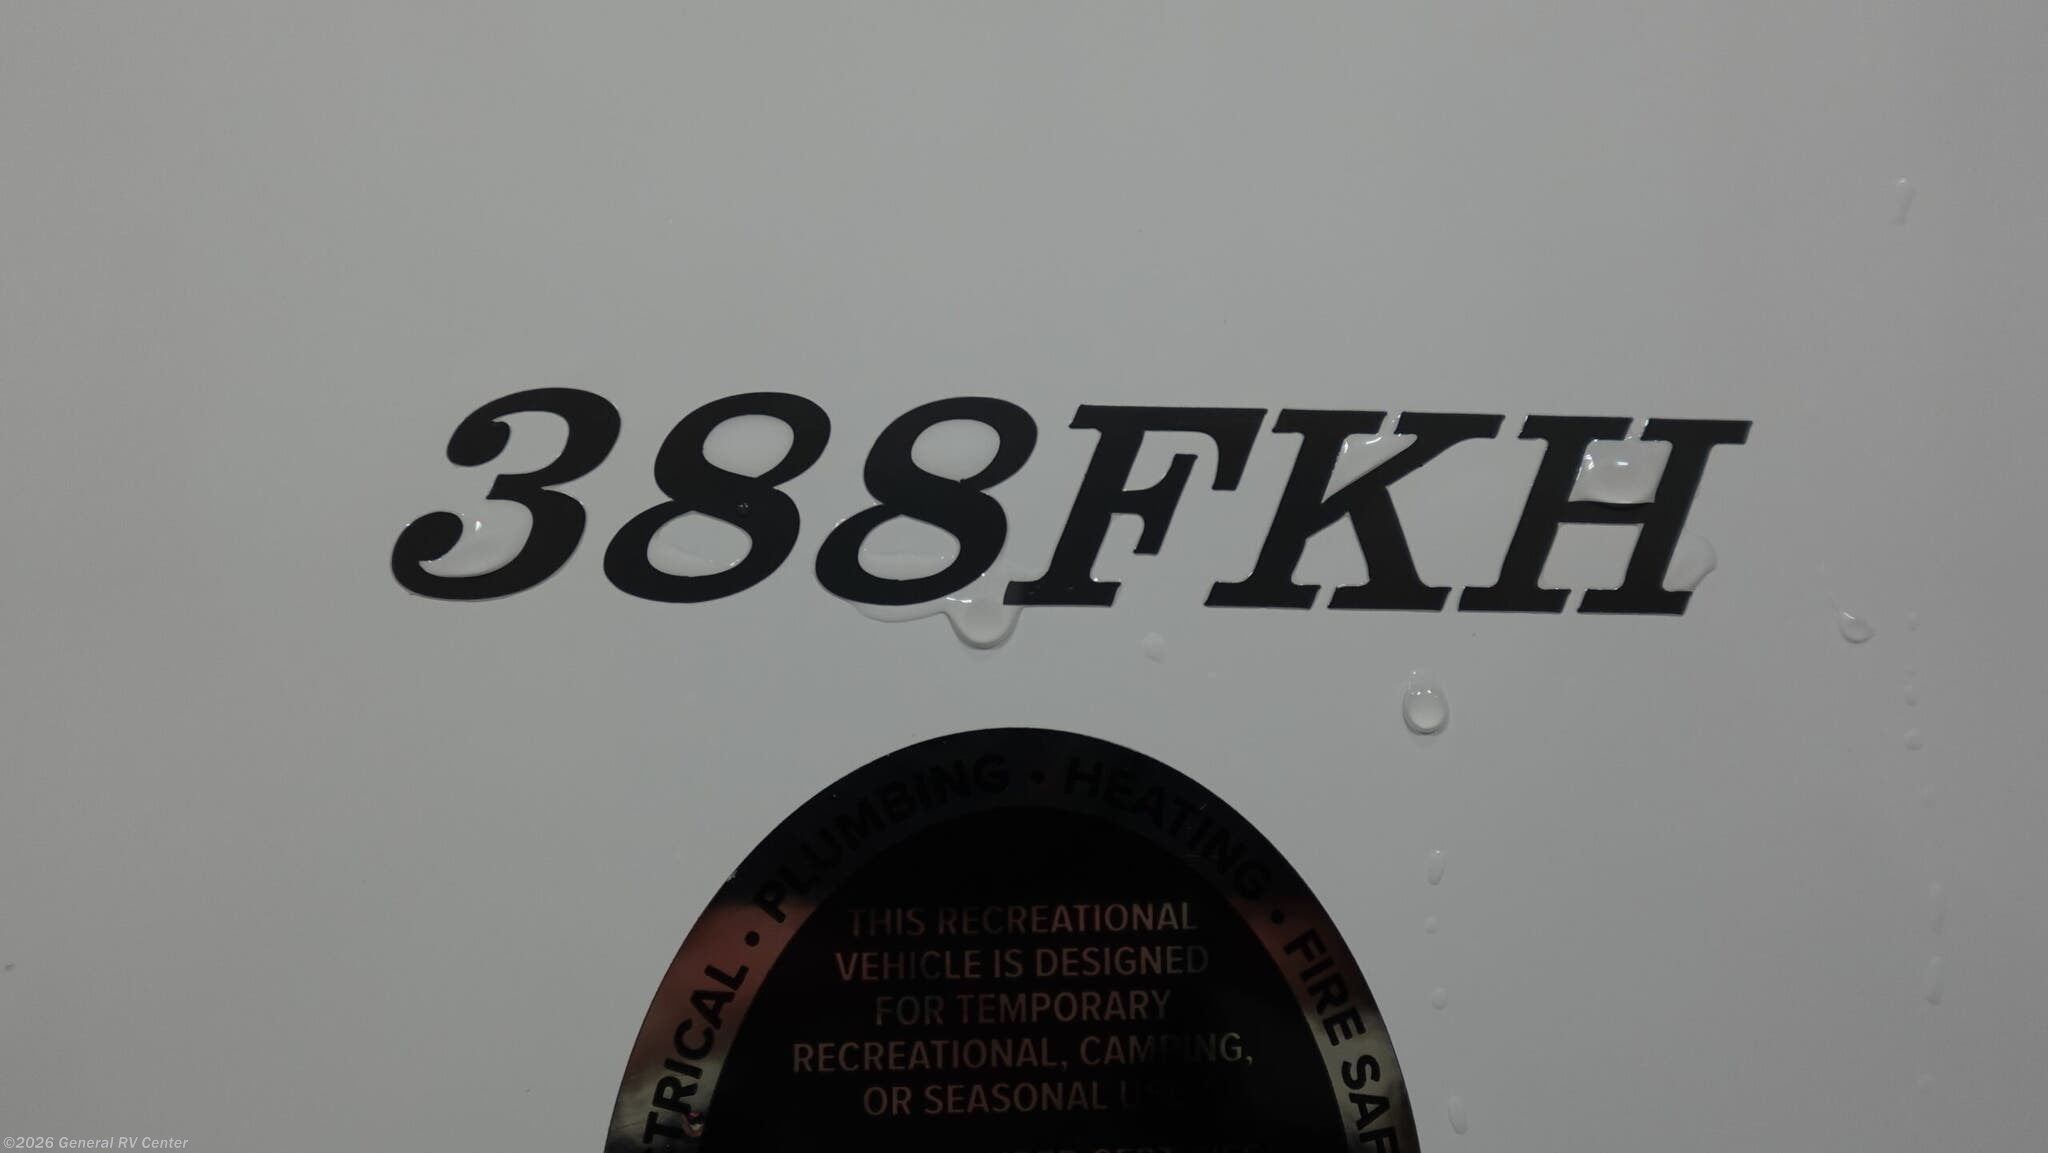 388FKH
ELECTRICAL • PLUMBING • HEATING • FIRE SAF
THIS RECREATIONAL
VEHICLE IS DESIGNED
FOR TEMPORARY
RECREATIONAL, CAMPING,
OR SEASONAL USE
©2026 General RV Center